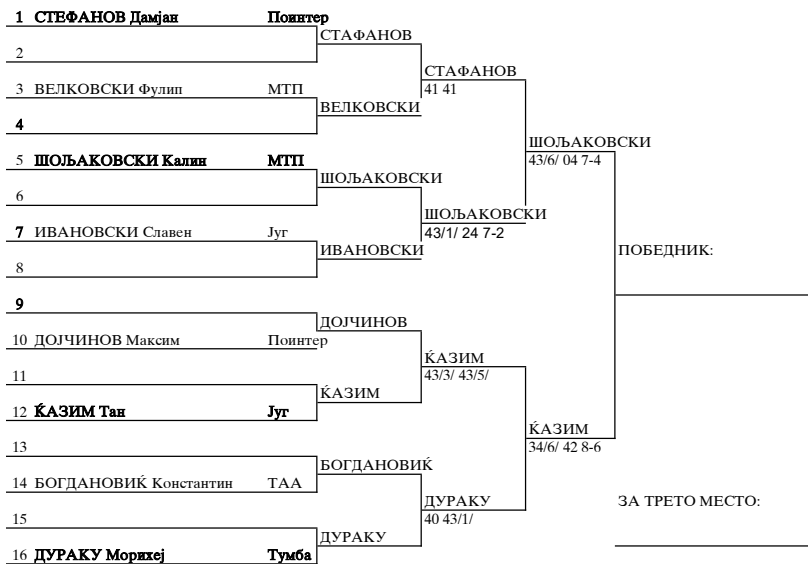 1 СТЕФАНОВ Дамјан Поинтер
СТАФАНОВ
2
СТАФАНОВ
41 41
3 ВЕЛКОВСКИ Фулип МТП
ВЕЛКОВСКИ
4
ШОЉАКОВСКИ
43/6/ 04 7-4
5 ШОЉАКОВСКИ Калин МТП
ШОЉАКОВСКИ
6
ШОЉАКОВСКИ
43/1/ 24 7-2
7 ИВАНОВСКИ Славен Југ
ИВАНОВСКИ
8
ПОБЕДНИК:
9
ДОЈЧИНОВ
10 ДОЈЧИНОВ Максим Поинтер
ЌАЗИМ
43/3/ 43/5/
11
ЌАЗИМ
12 ЌАЗИМ Тан Југ
ЌАЗИМ
34/6/ 42 8-6
13
БОГДАНОВИЌ
14 БОГДАНОВИЌ Константин ТАА
ДУРАКУ
40 43/1/
ЗА ТРЕТО МЕСТО:
15
ДУРАКУ
16 ДУРАКУ Морихеј Тумба